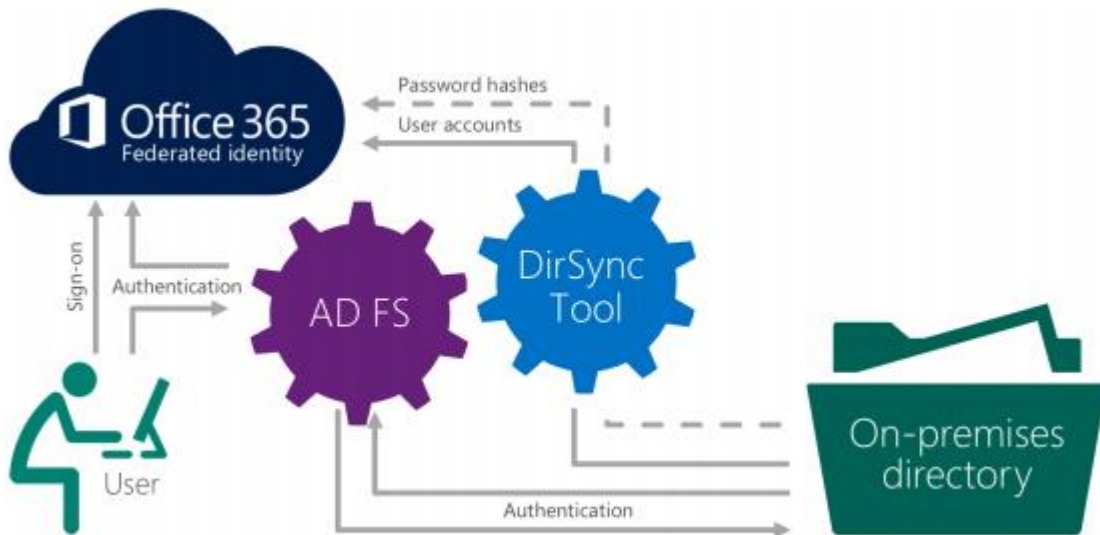 Office 365
Federated identity
Password hashes
User accounts
Sign-on
Authentication
AD FS
DirSync
Tool
User
On-premises
directory
Authentication